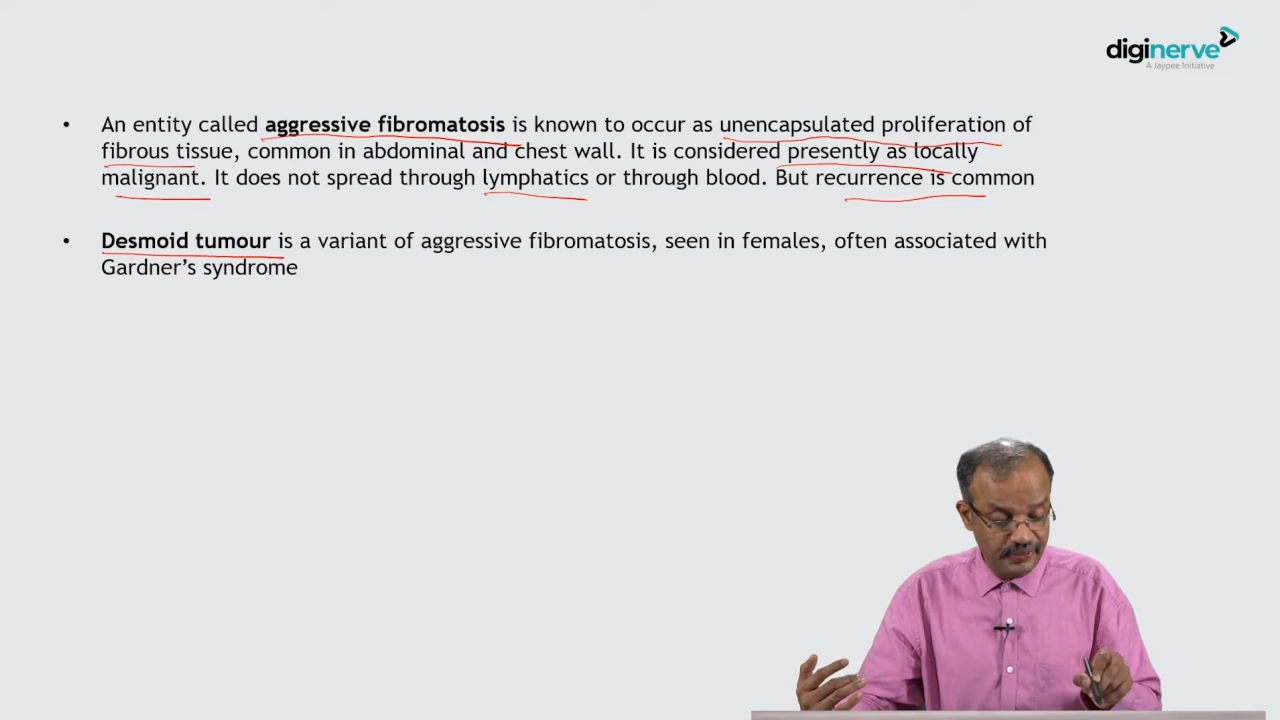 diginerve
A Jaypee Initiative
• An entity called aggressive fibromatosis is known to occur as unencapsulated proliferation of
fibrous tissue, common in abdominal and chest wall. It is considered presently as locally
malignant. It does not spread through lymphatics or through blood. But recurrence is common
• Desmoid tumour is a variant of aggressive fibromatosis, seen in females, often associated with
Gardner’s syndrome